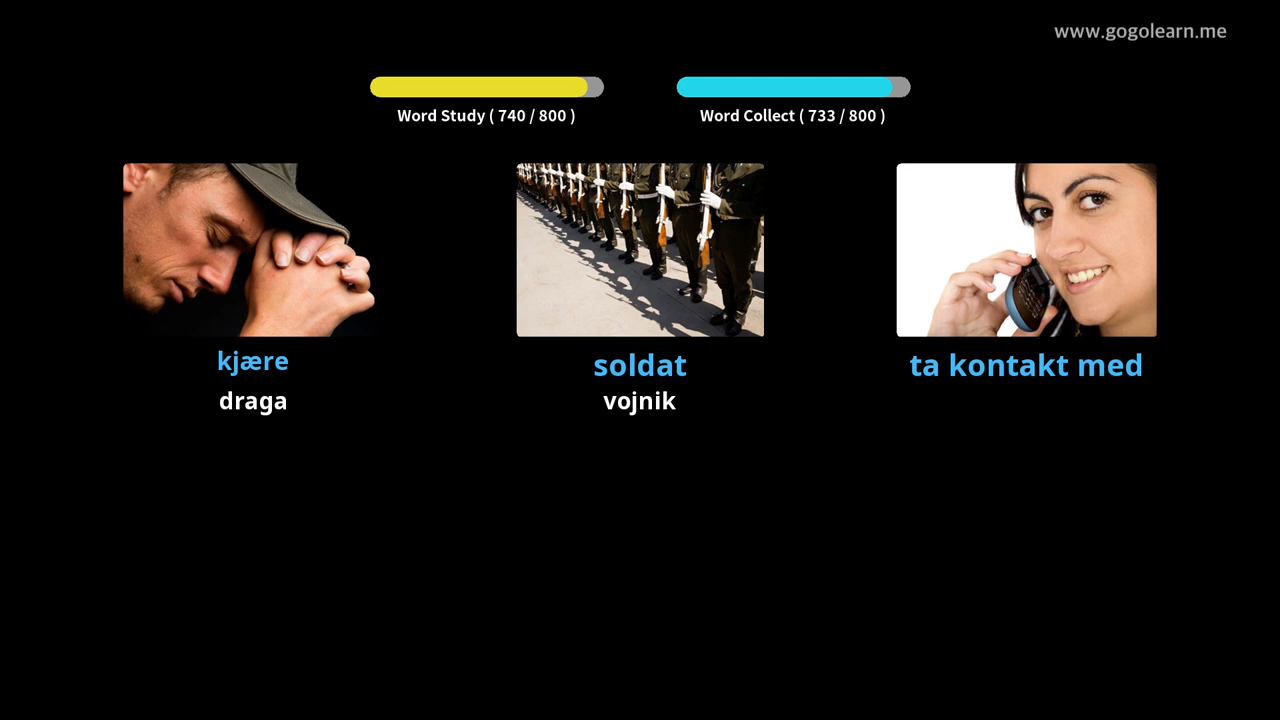 www.gogolearn.me
Word Study ( 740 / 800 )
Word Collect ( 733 / 800 )
kjære
soldat
ta kontakt med
draga
vojnik